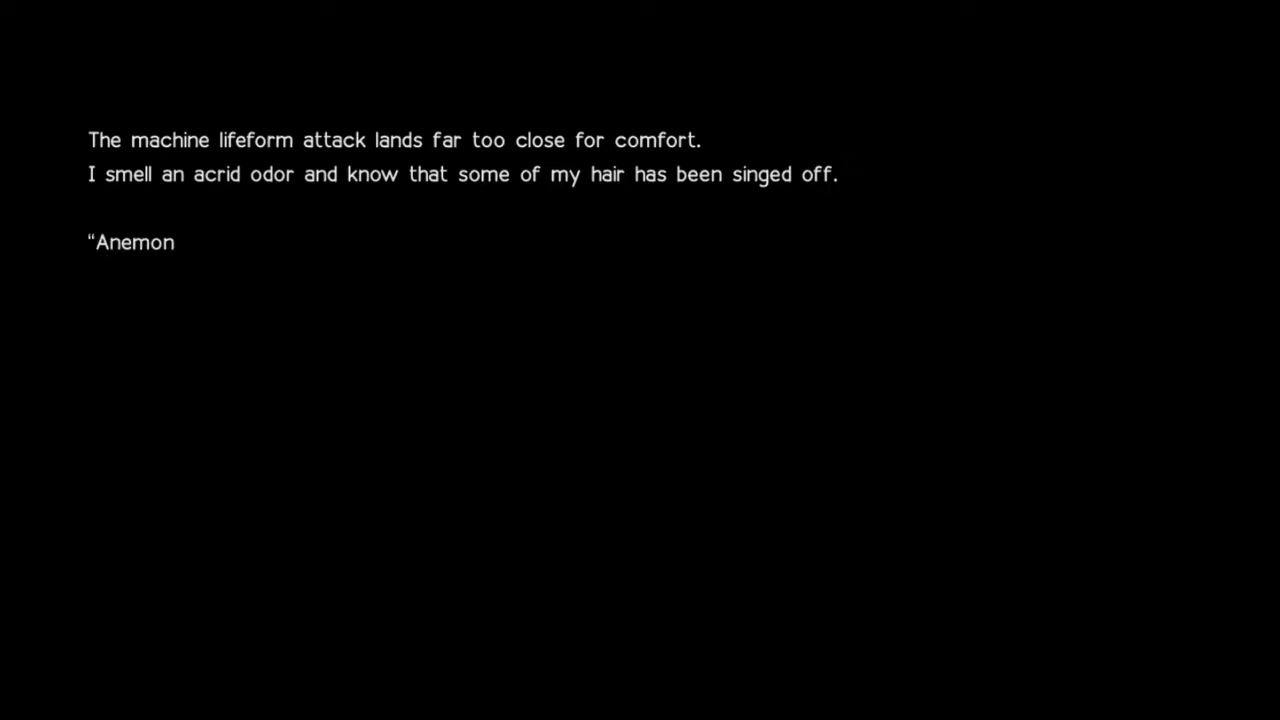 The machine lifeform attack lands far too close for comfort.
I smell an acrid odor and know that some of my hair has been singed off.
“Anemon